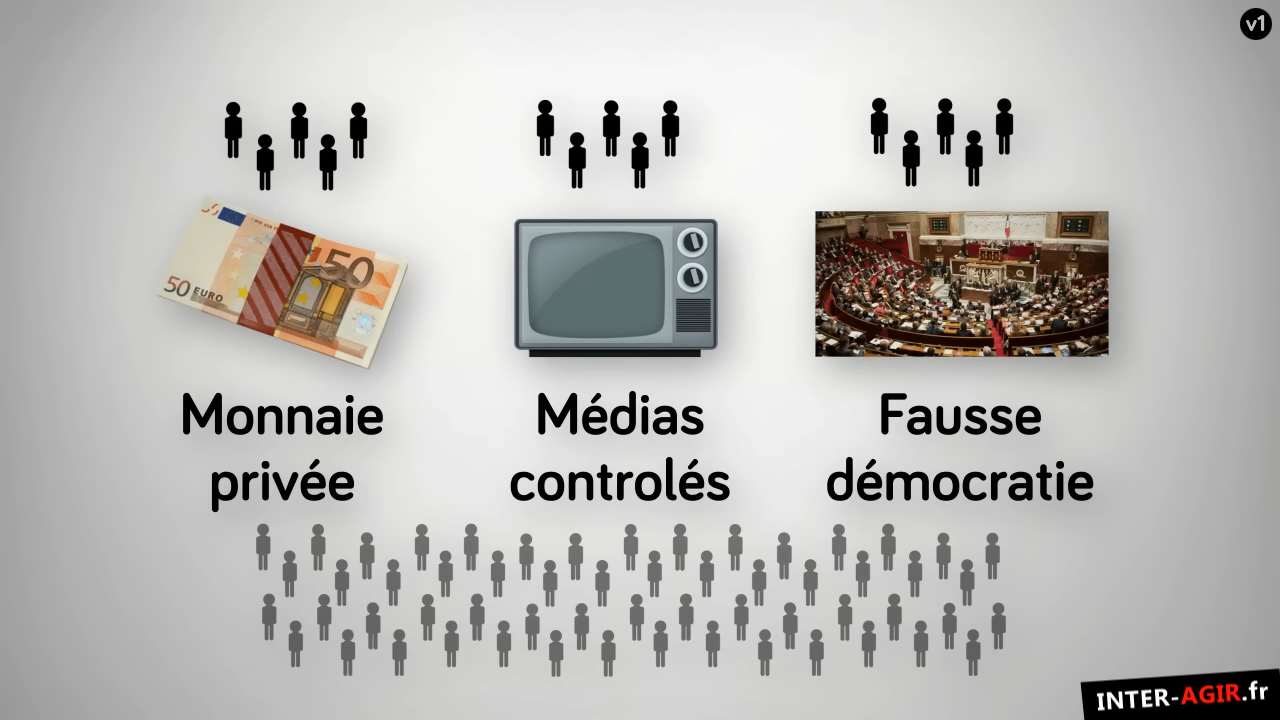 v1
50 EURO
50
Monnaie
privée
Médias
controlés
Fausse
démocratie
INTER-AGIR.fr